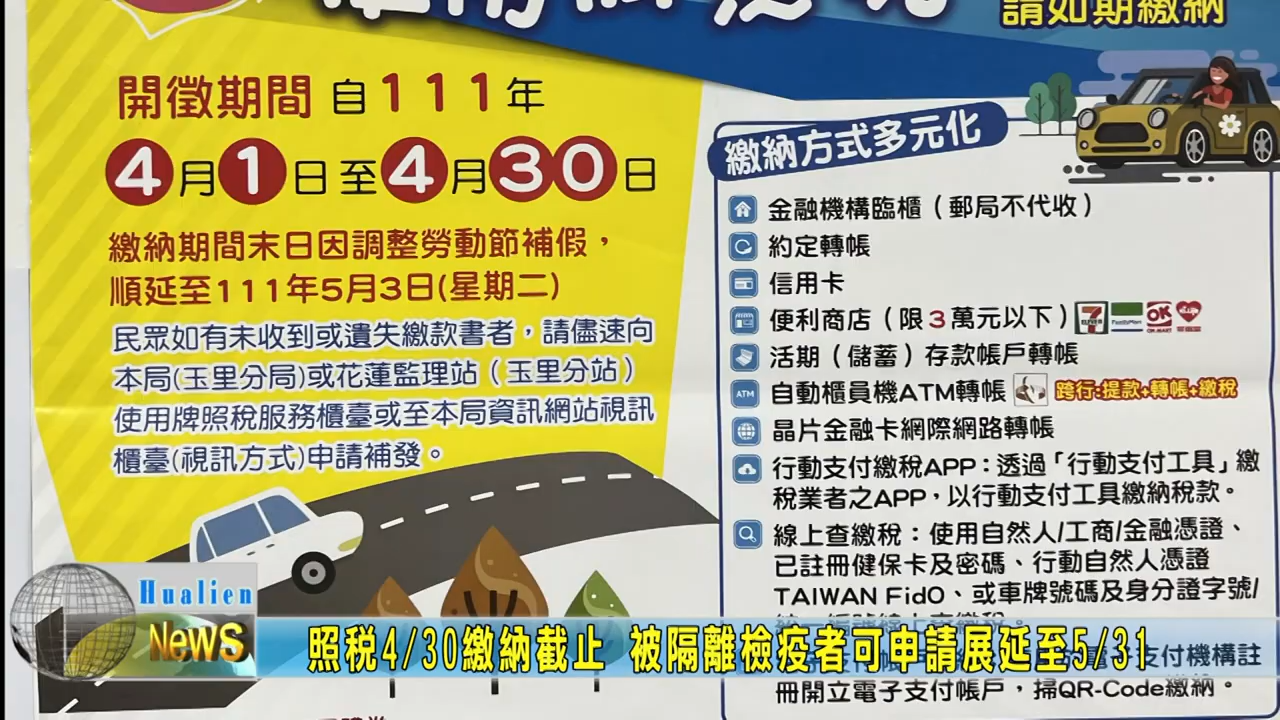 請如期繳納
開徵期間 自111年
4月1日至4月30日
繳納期間末日因調整勞動節補假，
順延至111年5月3日(星期二)
民眾如有未收到或遺失繳款書者，請儘速向
本局(玉里分局)或花蓮監理站（玉里分站）
使用牌照稅服務櫃臺或至本局資訊網站視訊
櫃臺(視訊方式)申請補發。
繳納方式多元化
金融機構臨櫃（郵局不代收）
約定轉帳
信用卡
便利商店（限3萬元以下）
7 ELEVEN FamilyMart OK OK·MART
活期（儲蓄）存款帳戶轉帳
ATM 自動櫃員機ATM轉帳 跨行:提款+轉帳+繳稅
晶片金融卡網際網路轉帳
行動支付繳稅APP：透過「行動支付工具」繳
稅業者之APP，以行動支付工具繳納稅款。
線上查繳稅：使用自然人/工商/金融憑證、
已註冊健保卡及密碼、行動自然人憑證
TAIWAN FidO、或車牌號碼及身分證字號/
支付機構註
冊開立電子支付帳戶，掃QR-Code繳納。
Hualien
NewS
照稅4/30繳納截止 被隔離檢疫者可申請展延至5/31